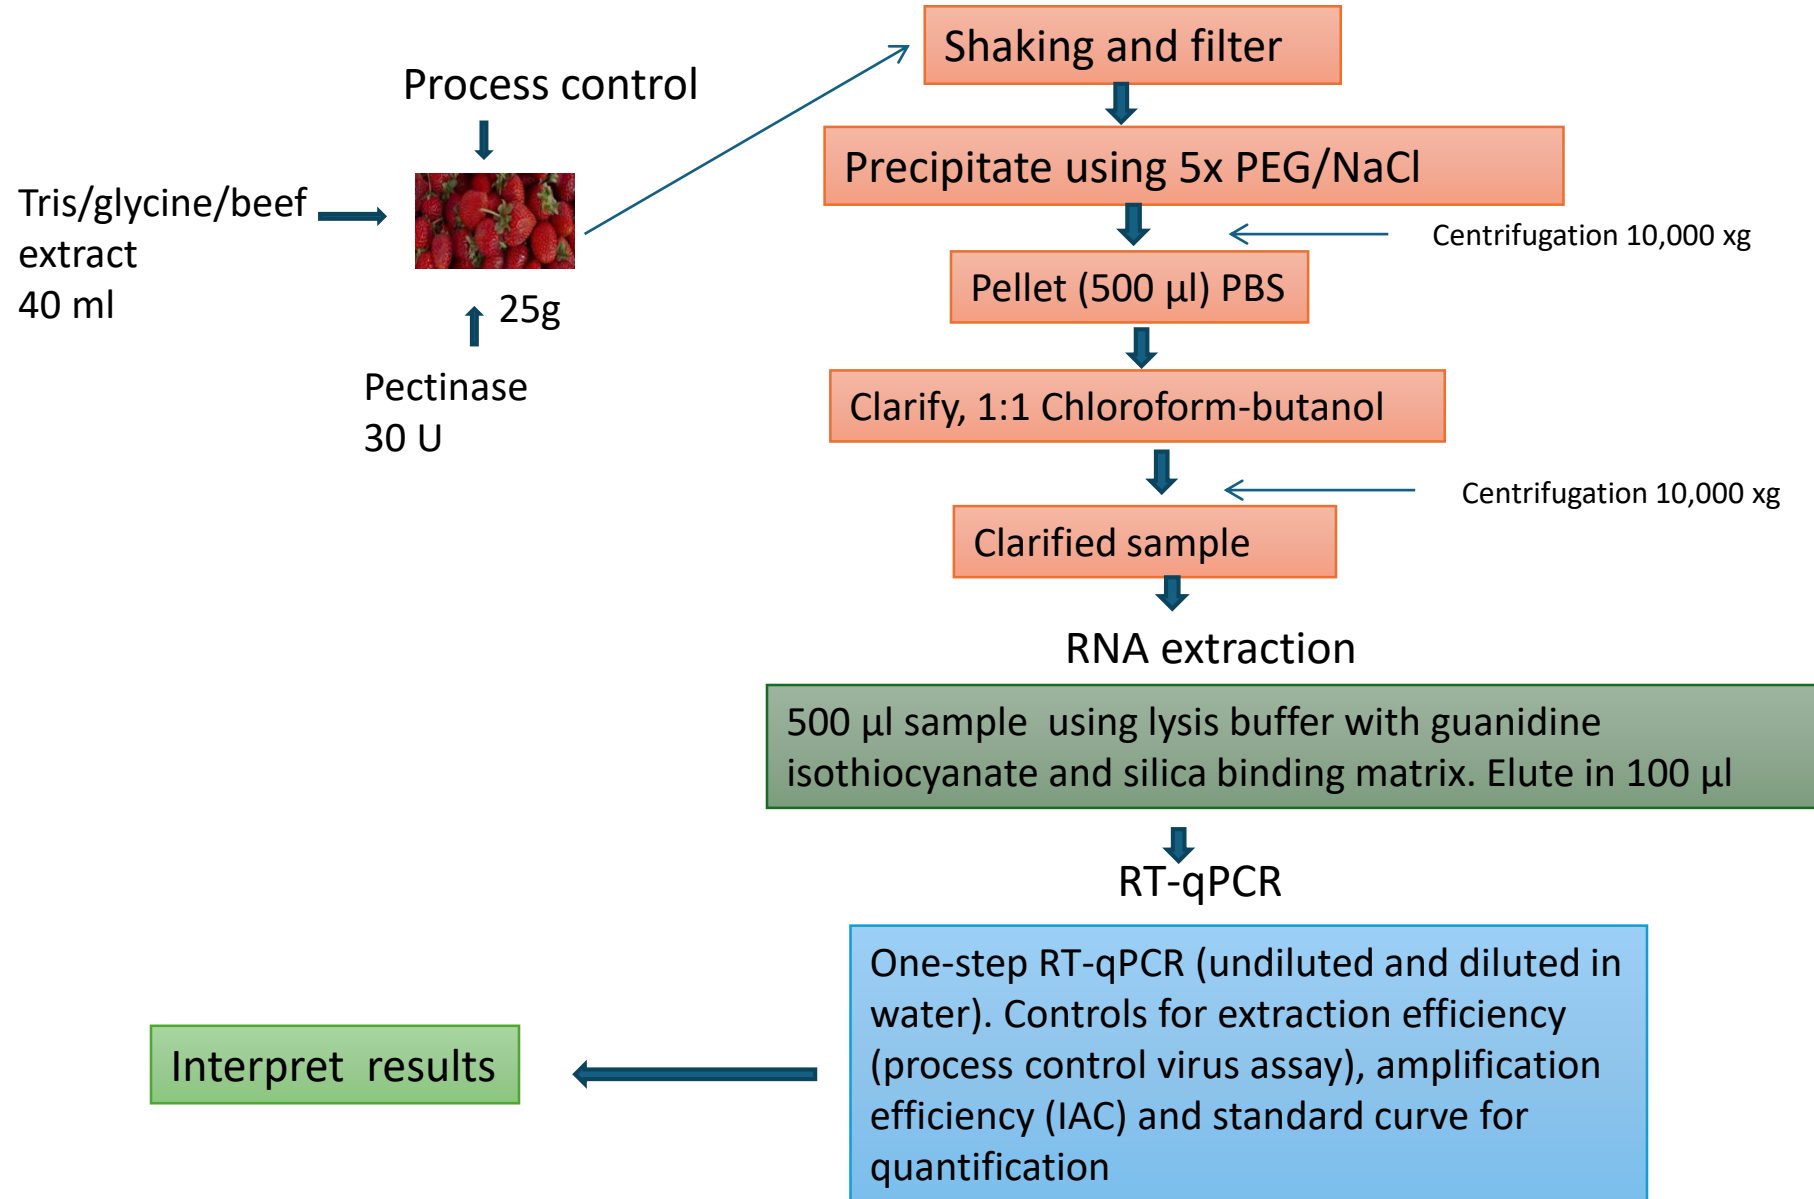 Process control
Tris/glycine/beef
extract
40 ml
25g
Pectinase
30 U
Shaking and filter
Precipitate using 5x PEG/NaCl
Centrifugation 10,000 xg
Pellet (500 µl) PBS
Clarify, 1:1 Chloroform-butanol
Centrifugation 10,000 xg
Clarified sample
RNA extraction
500 µl sample  using lysis buffer with guanidine
isothiocyanate and silica binding matrix. Elute in 100 µl
RT-qPCR
One-step RT-qPCR (undiluted and diluted in
water). Controls for extraction efficiency
(process control virus assay), amplification
efficiency (IAC) and standard curve for
quantification
Interpret  results